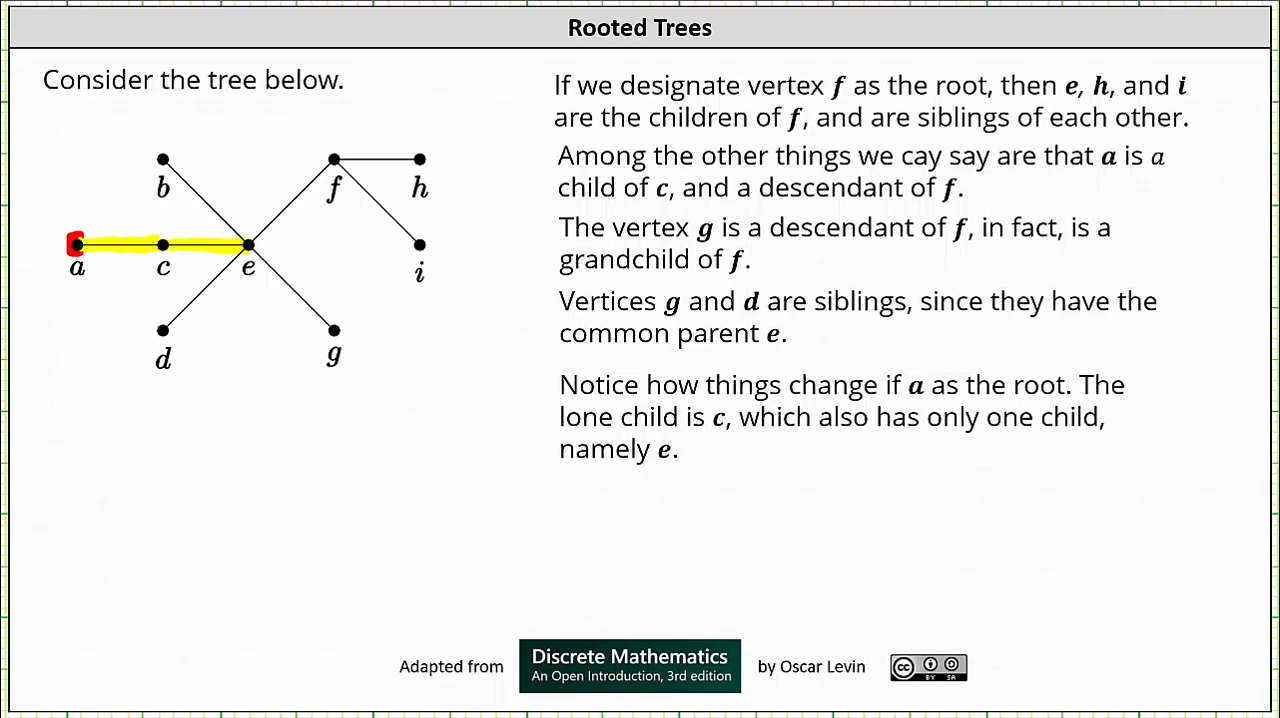 Rooted Trees
Consider the tree below.
b
f
h
a
c
e
i
d
g
If we designate vertex f as the root, then e, h, and i
are the children of f, and are siblings of each other.
Among the other things we cay say are that a is a
child of c, and a descendant of f.
The vertex g is a descendant of f, in fact, is a
grandchild of f.
Vertices g and d are siblings, since they have the
common parent e.
Notice how things change if a as the root. The
lone child is c, which also has only one child,
namely e.
Adapted from
Discrete Mathematics
An Open Introduction, 3rd edition
by Oscar Levin
cc
BY SA